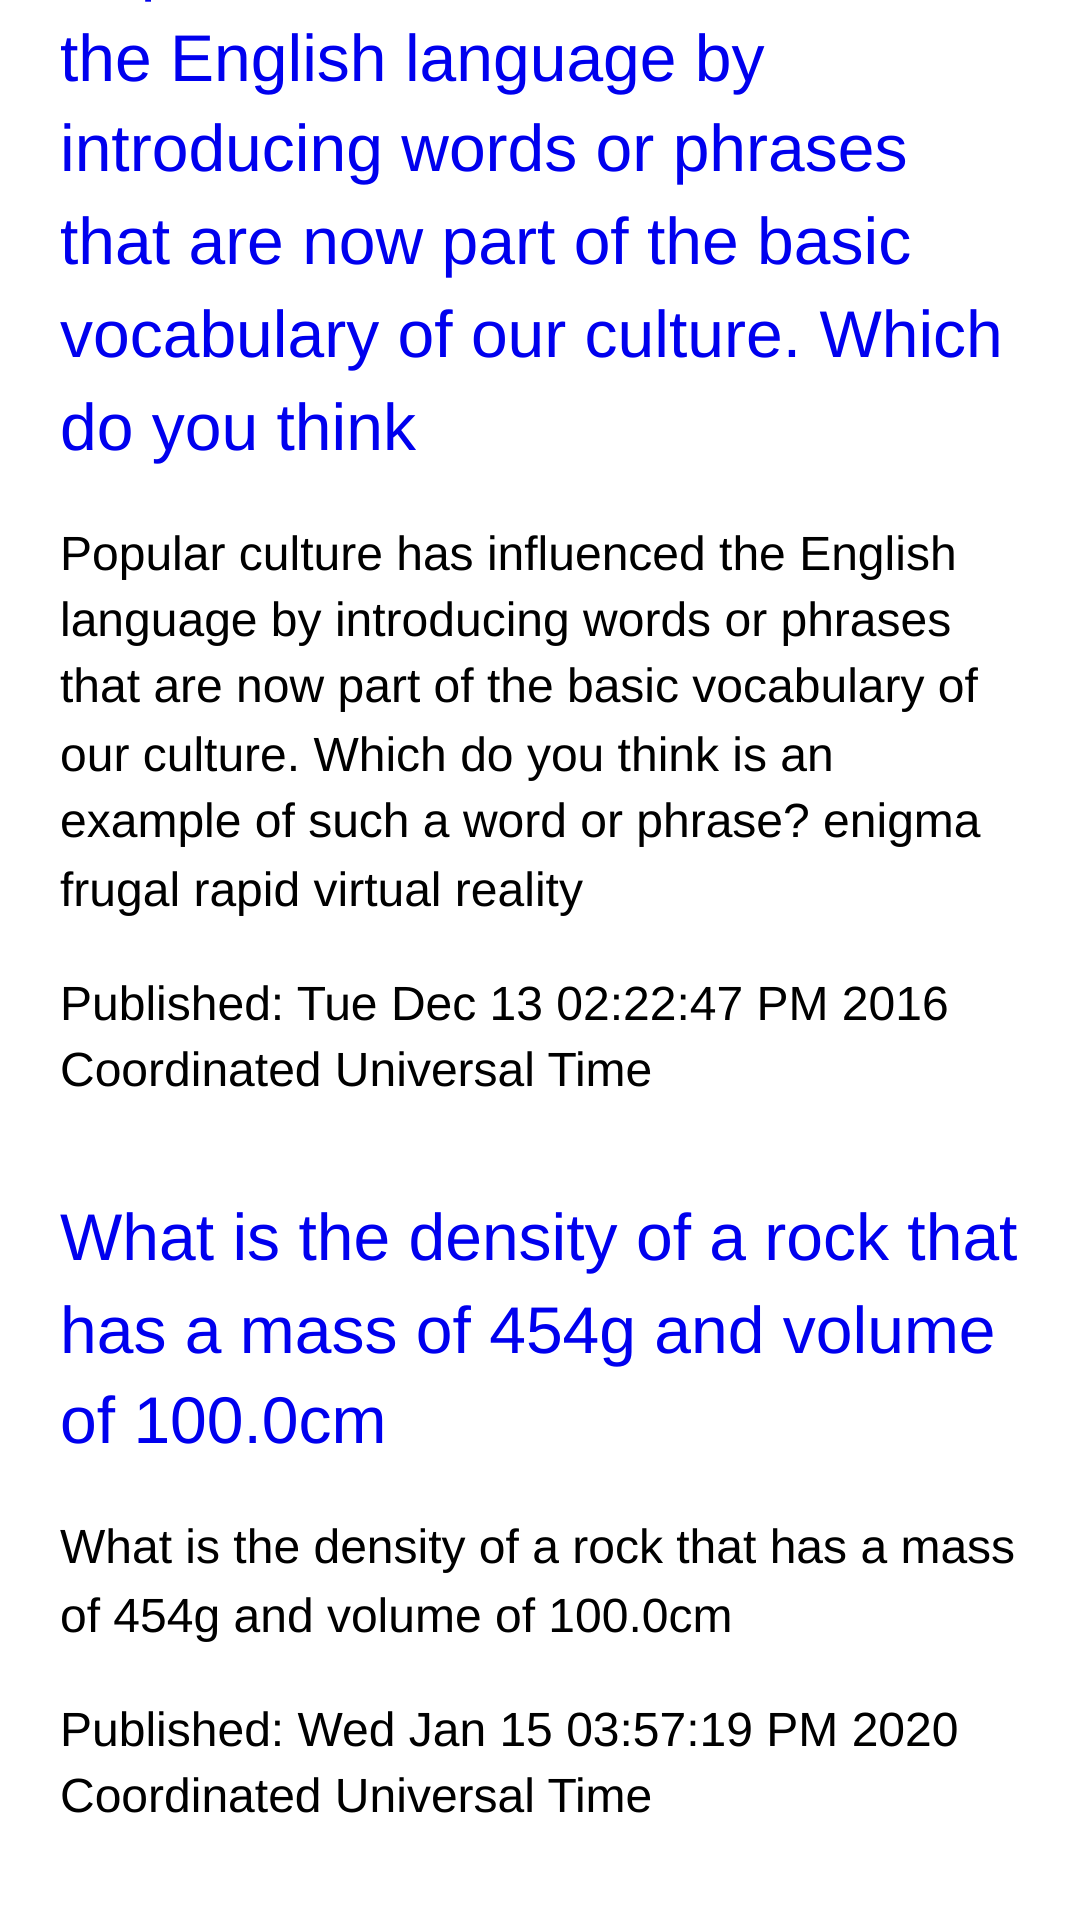 the English language by
introducing words or phrases
that are now part of the basic
vocabulary of our culture. Which
do you think
Popular culture has influenced the English
language by introducing words or phrases
that are now part of the basic vocabulary of
our culture. Which do you think is an
example of such a word or phrase? enigma
frugal rapid virtual reality
Published: Tue Dec 13 02:22:47 PM 2016
Coordinated Universal Time
What is the density of a rock that
has a mass of 454g and volume
of 100.0cm
What is the density of a rock that has a mass
of 454g and volume of 100.0cm
Published: Wed Jan 15 03:57:19 PM 2020
Coordinated Universal Time